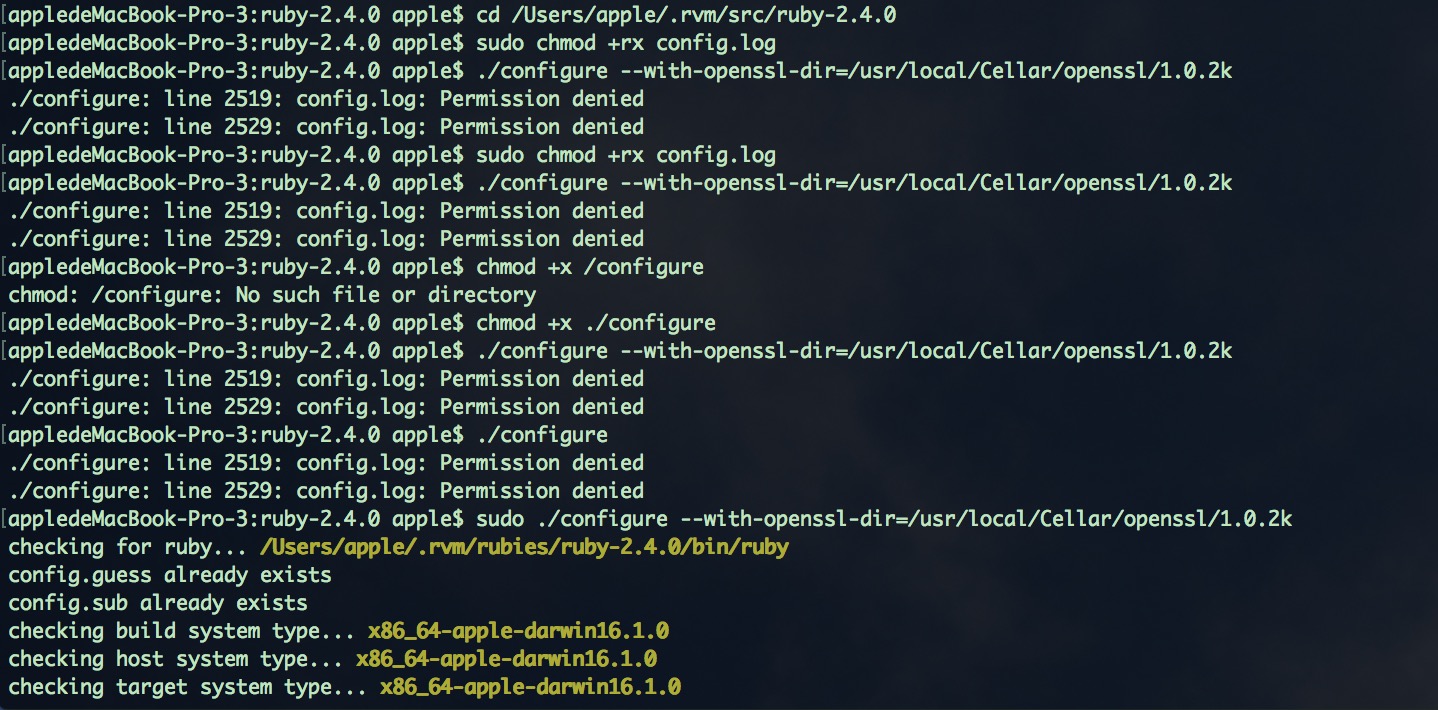 [appledeMacBook-Pro-3:ruby-2.4.0 apple$ cd /Users/apple/.rvm/src/ruby-2.4.0
[appledeMacBook-Pro-3:ruby-2.4.0 apple$ sudo chmod +rx config.log
[appledeMacBook-Pro-3:ruby-2.4.0 apple$ ./configure --with-openssl-dir=/usr/local/Cellar/openssl/1.0.2k
./configure: line 2519: config.log: Permission denied
./configure: line 2529: config.log: Permission denied
[appledeMacBook-Pro-3:ruby-2.4.0 apple$ sudo chmod +rx config.log
[appledeMacBook-Pro-3:ruby-2.4.0 apple$ ./configure --with-openssl-dir=/usr/local/Cellar/openssl/1.0.2k
./configure: line 2519: config.log: Permission denied
./configure: line 2529: config.log: Permission denied
[appledeMacBook-Pro-3:ruby-2.4.0 apple$ chmod +x /configure
chmod: /configure: No such file or directory
[appledeMacBook-Pro-3:ruby-2.4.0 apple$ chmod +x ./configure
[appledeMacBook-Pro-3:ruby-2.4.0 apple$ ./configure --with-openssl-dir=/usr/local/Cellar/openssl/1.0.2k
./configure: line 2519: config.log: Permission denied
./configure: line 2529: config.log: Permission denied
[appledeMacBook-Pro-3:ruby-2.4.0 apple$ ./configure
./configure: line 2519: config.log: Permission denied
./configure: line 2529: config.log: Permission denied
[appledeMacBook-Pro-3:ruby-2.4.0 apple$ sudo ./configure --with-openssl-dir=/usr/local/Cellar/openssl/1.0.2k
checking for ruby... /Users/apple/.rvm/rubies/ruby-2.4.0/bin/ruby
config.guess already exists
config.sub already exists
checking build system type... x86_64-apple-darwin16.1.0
checking host system type... x86_64-apple-darwin16.1.0
checking target system type... x86_64-apple-darwin16.1.0